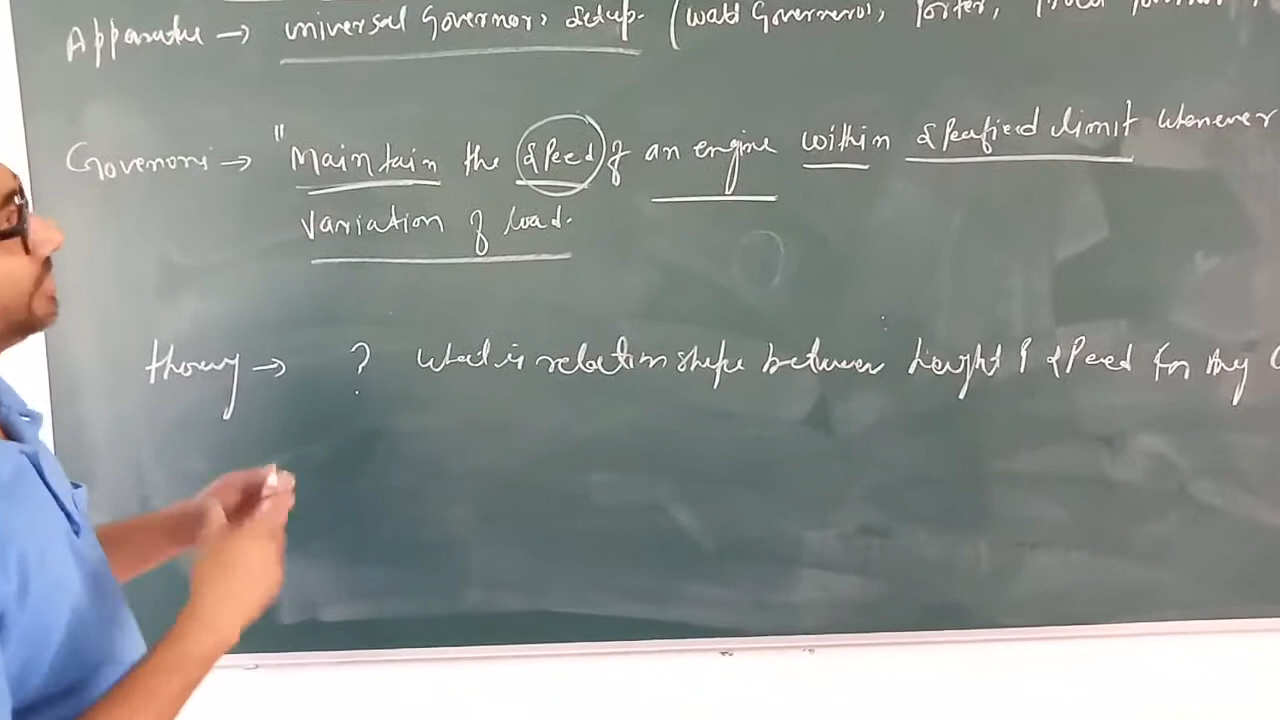 Apparatus → universal Governors Setup. (watt Governors, Porter,
Governors → "Maintain the speed of an engine within specified limit whenever
variation of load.
theory → ? what is relationship between height & speed for any